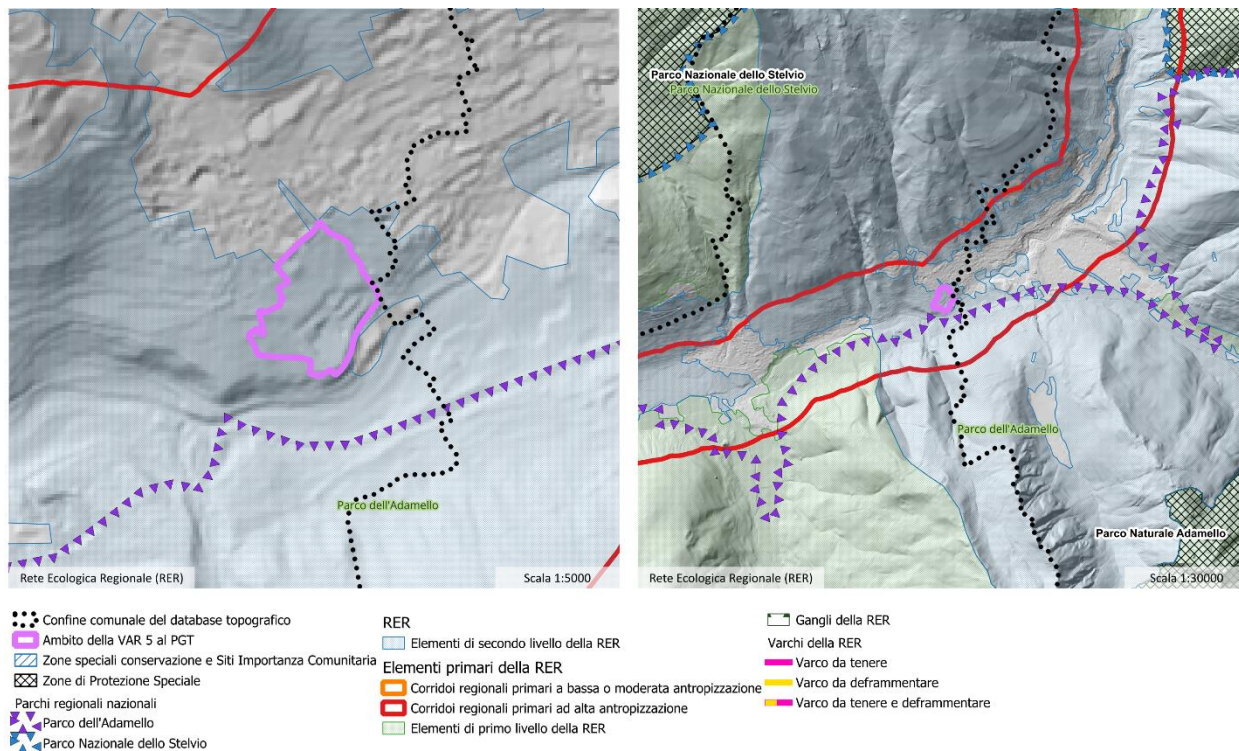 Parco dell'Adamello
Rete Ecologica Regionale (RER)
Scala 1:5000
Parco Nazionale dello Stelvio
Parco Nazionale dello Stelvio
Parco dell'Adamello
Parco Naturale Adamello
Rete Ecologica Regionale (RER)
Scala 1:30000
Confine comunale del database topografico
Ambito della VAR 5 al PGT
Zone speciali conservazione e Siti Importanza Comunitaria
Zone di Protezione Speciale
Parchi regionali nazionali
Parco dell'Adamello
Parco Nazionale dello Stelvio
RER
Elementi di secondo livello della RER
Elementi primari della RER
Corridoi regionali primari a bassa o moderata antropizzazione
Corridoi regionali primari ad alta antropizzazione
Elementi di primo livello della RER
Gangli della RER
Varchi della RER
Varco da tenere
Varco da deframmentare
Varco da tenere e deframmentare